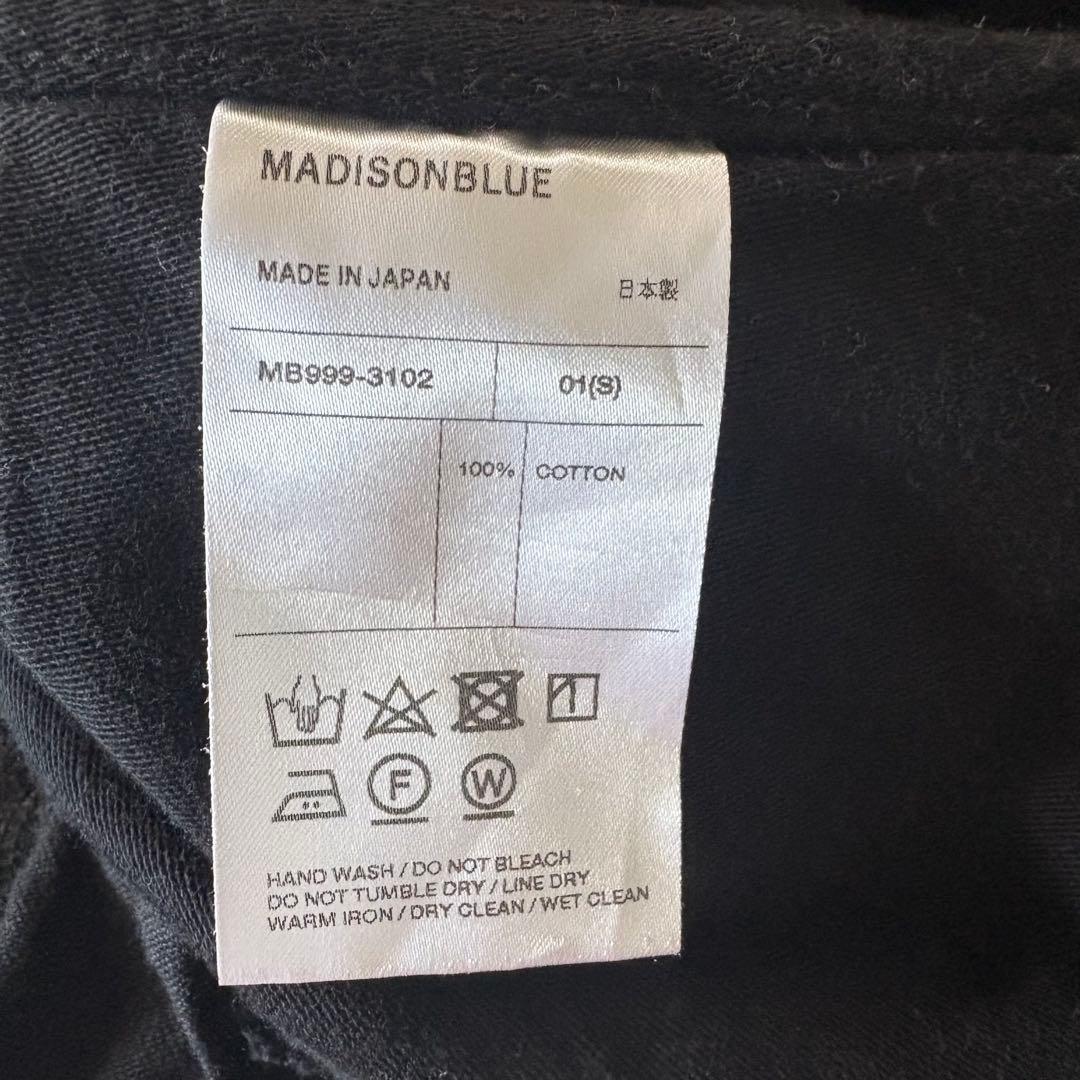 MADISONBLUE
MADE IN JAPAN 日本製
MB999-3102 01(S)
100% COTTON
F W
HAND WASH / DO NOT BLEACH
DO NOT TUMBLE DRY / LINE DRY
WARM IRON / DRY CLEAN / WET CLEAN